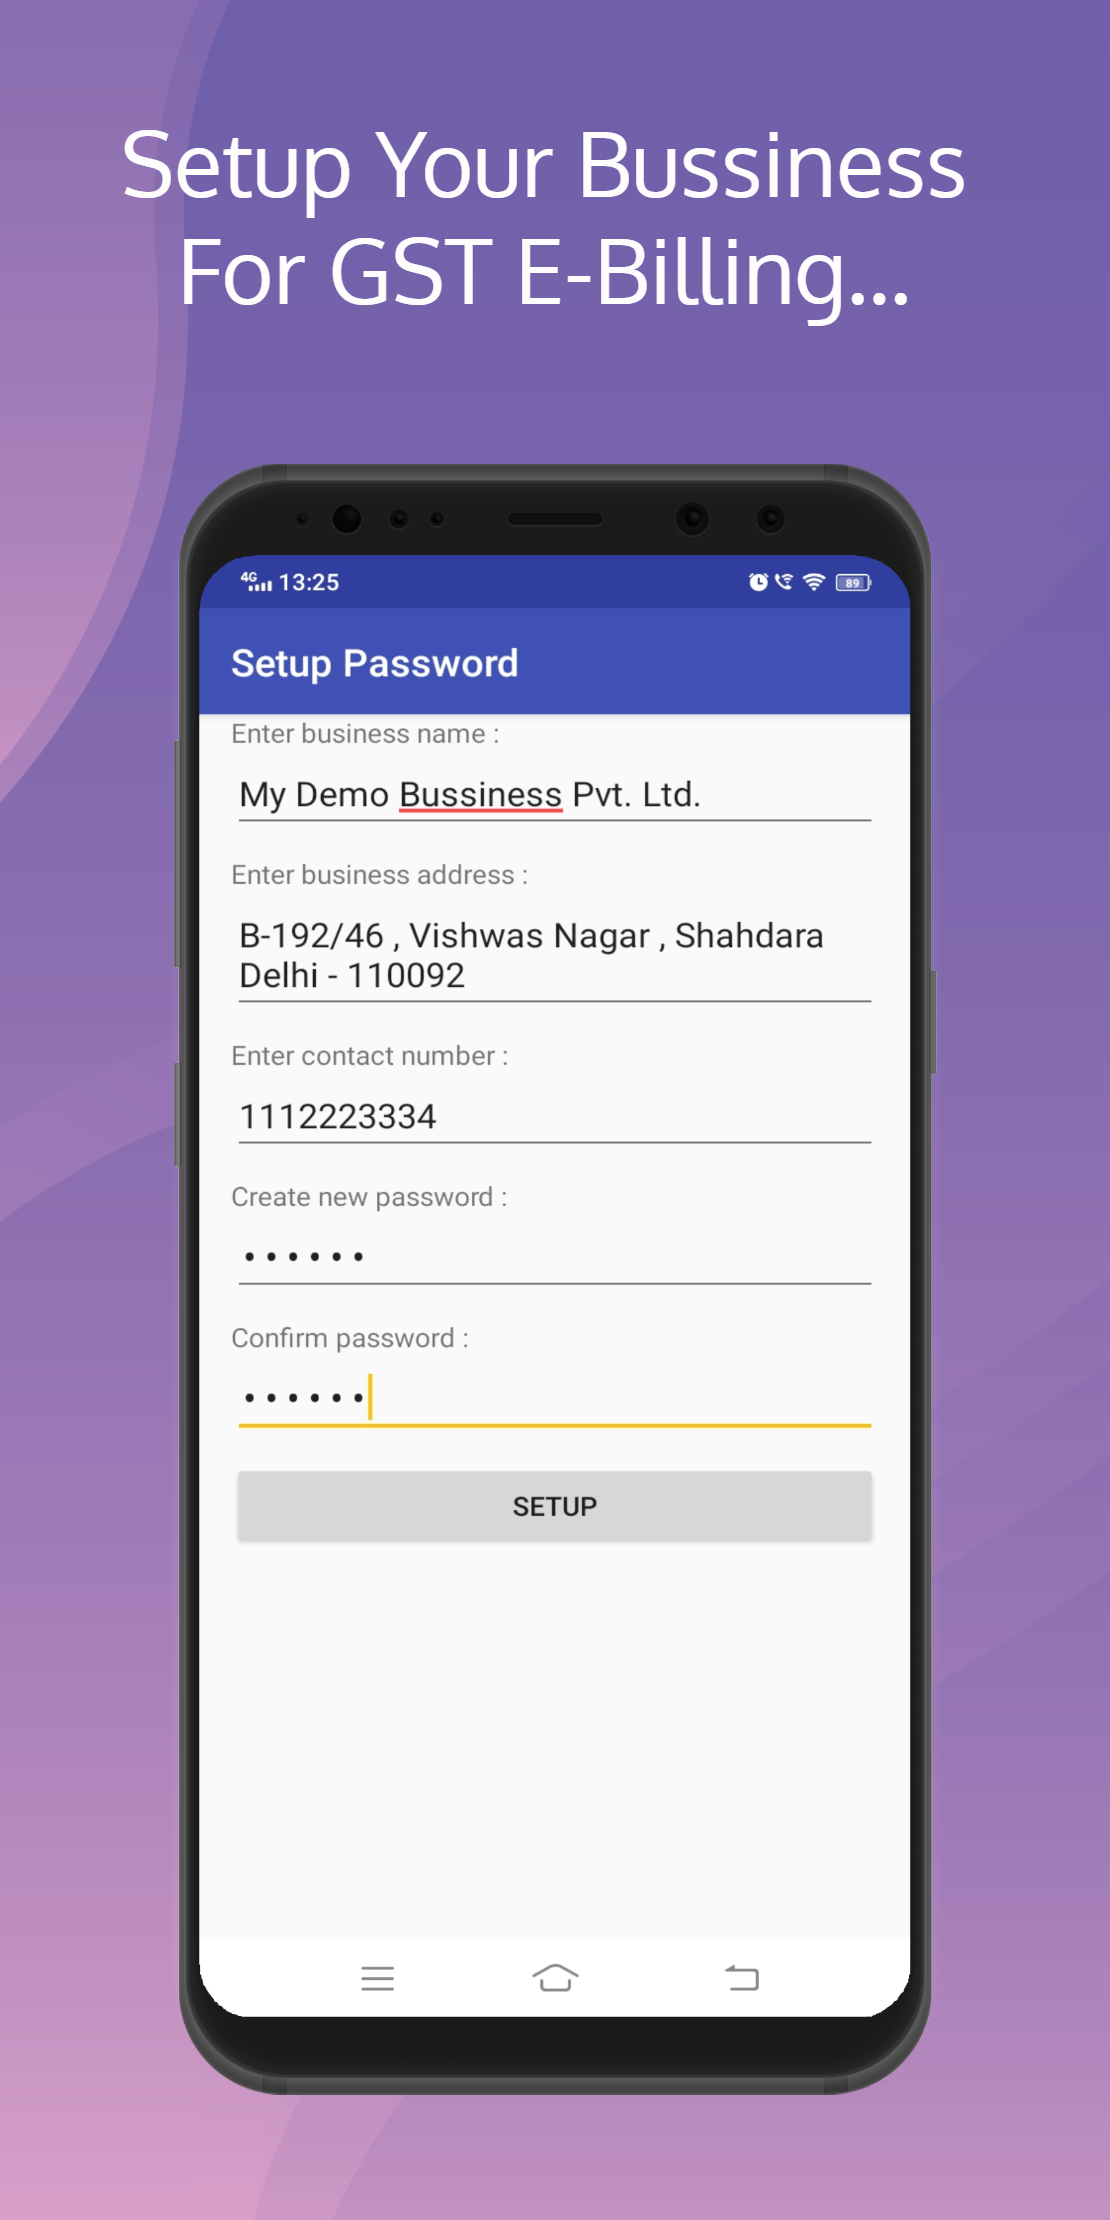 Setup Your Bussiness
For GST E-Billing...
4G 13:25 89
Setup Password
Enter business name :
My Demo Bussiness Pvt. Ltd.
Enter business address :
B-192/46 , Vishwas Nagar , Shahdara
Delhi - 110092
Enter contact number :
1112223334
Create new password :
••••••
Confirm password :
••••••
SETUP